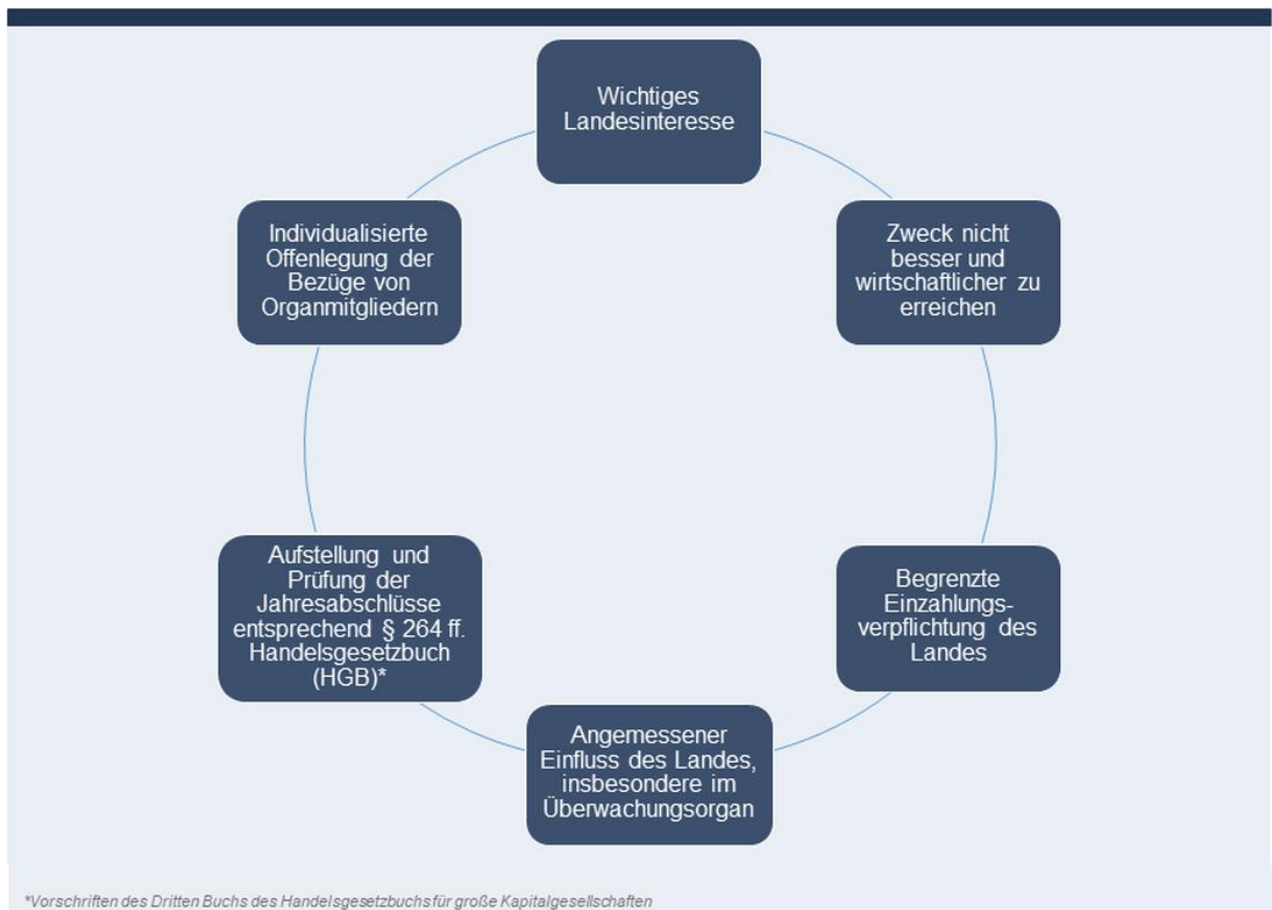 Wichtiges
Landesinteresse
Zweck nicht
besser und
wirtschaftlicher zu
erreichen
Begrenzte
Einzahlungs-
verpflichtung des
Landes
Angemessener
Einfluss des Landes,
insbesondere im
Überwachungsorgan
Aufstellung und
Prüfung der
Jahresabschlüsse
entsprechend § 264 ff.
Handelsgesetzbuch
(HGB)*
Individualisierte
Offenlegung der
Bezüge von
Organmitgliedern
*Vorschriften des Dritten Buchs des Handelsgesetzbuchs für große Kapitalgesellschaften